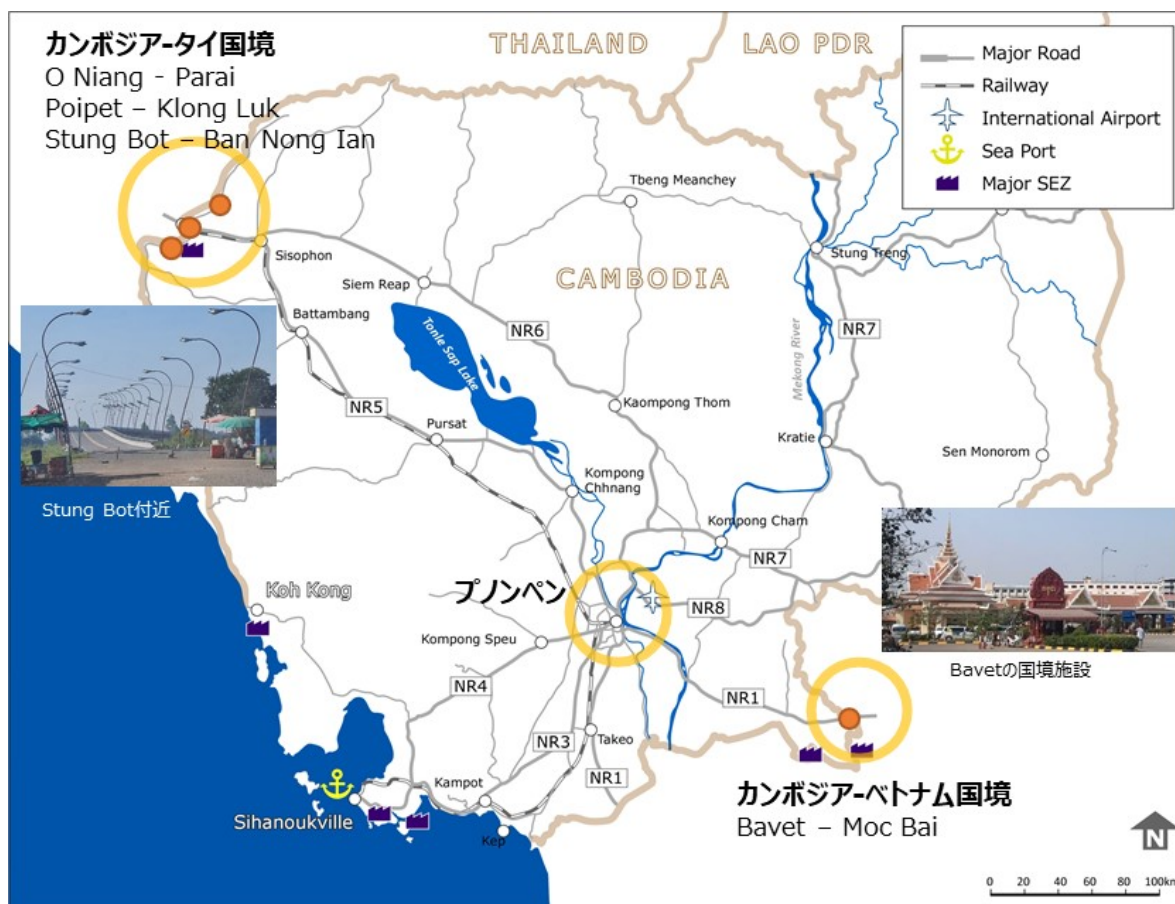 カンボジアｰタイ国境
O Niang - Parai
Poipet – Klong Luk
Stung Bot – Ban Nong Ian
THAILAND
LAO PDR
Major Road
Railway
International Airport
Sea Port
Major SEZ
Tbeng Meanchey
Sisophon
Stung Treng
CAMBODIA
Siem Reap
Battambang
NR6
NR7
Tonle Sap Lake
Mekong River
NR5
Kaompong Thom
Pursat
Kratie
Sen Monorom
Kompong
Chhnang
Stung Bot付近
Kompong Cham
NR7
プノンペン
Koh Kong
NR8
Kompong Speu
Bavetの国境施設
NR4
NR1
NR3
Takeo
NR1
Kampot
Sihanoukville
Kep
カンボジアｰベトナム国境
Bavet – Moc Bai
N
0 20 40 60 80 100km